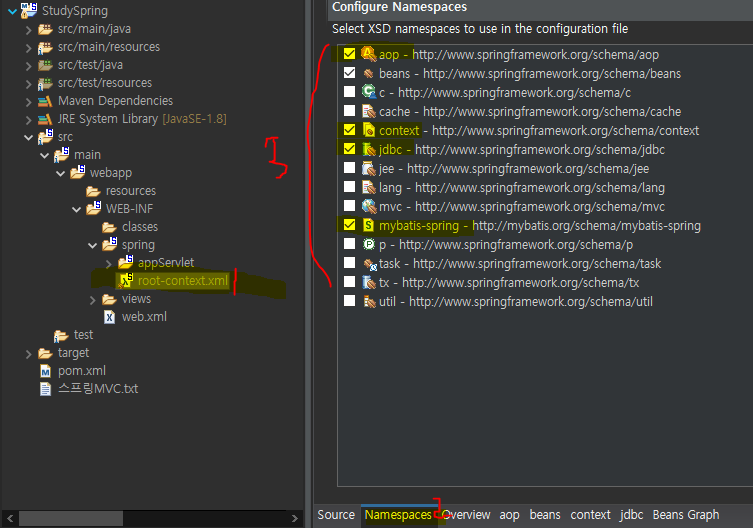 StudySpring
src/main/java
src/main/resources
src/test/java
src/test/resources
Maven Dependencies
JRE System Library [JavaSE-1.8]
src
main
webapp
resources
WEB-INF
classes
spring
appServlet
root-context.xml
views
web.xml
test
target
pom.xml
스프링MVC.txt
Configure Namespaces
Select XSD namespaces to use in the configuration file
aop - http://www.springframework.org/schema/aop
beans - http://www.springframework.org/schema/beans
c - http://www.springframework.org/schema/c
cache - http://www.springframework.org/schema/cache
context - http://www.springframework.org/schema/context
jdbc - http://www.springframework.org/schema/jdbc
jee - http://www.springframework.org/schema/jee
lang - http://www.springframework.org/schema/lang
mvc - http://www.springframework.org/schema/mvc
mybatis-spring - http://mybatis.org/schema/mybatis-spring
p - http://www.springframework.org/schema/p
task - http://www.springframework.org/schema/task
tx - http://www.springframework.org/schema/tx
util - http://www.springframework.org/schema/util
Source Namespaces Overview aop beans context jdbc Beans Graph